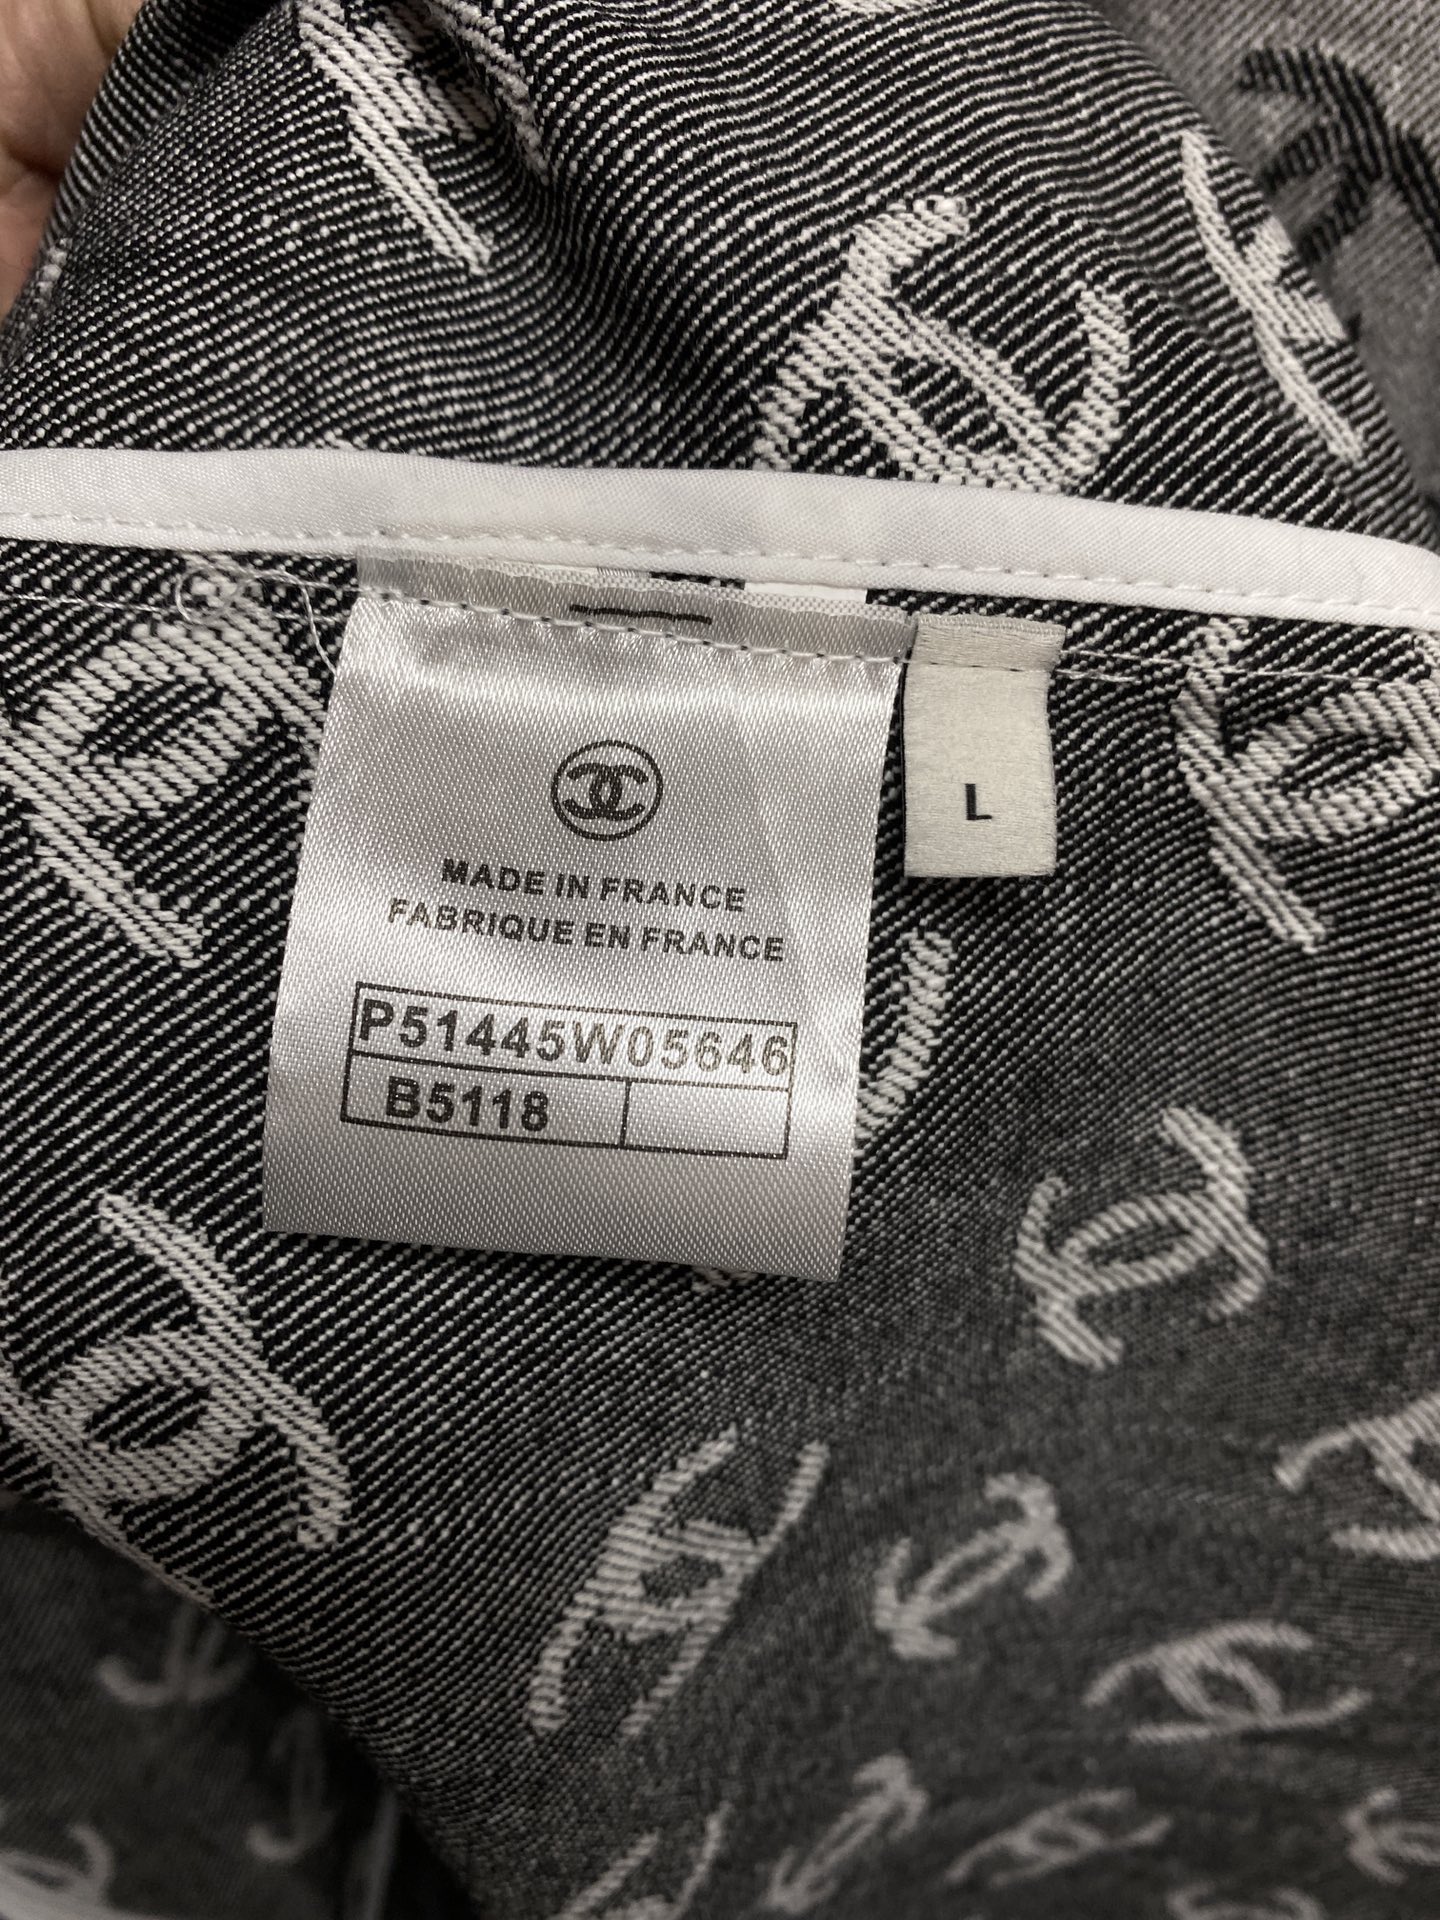 MADE IN FRANCE
FABRIQUE EN FRANCE
P51445W05646
B5118
L